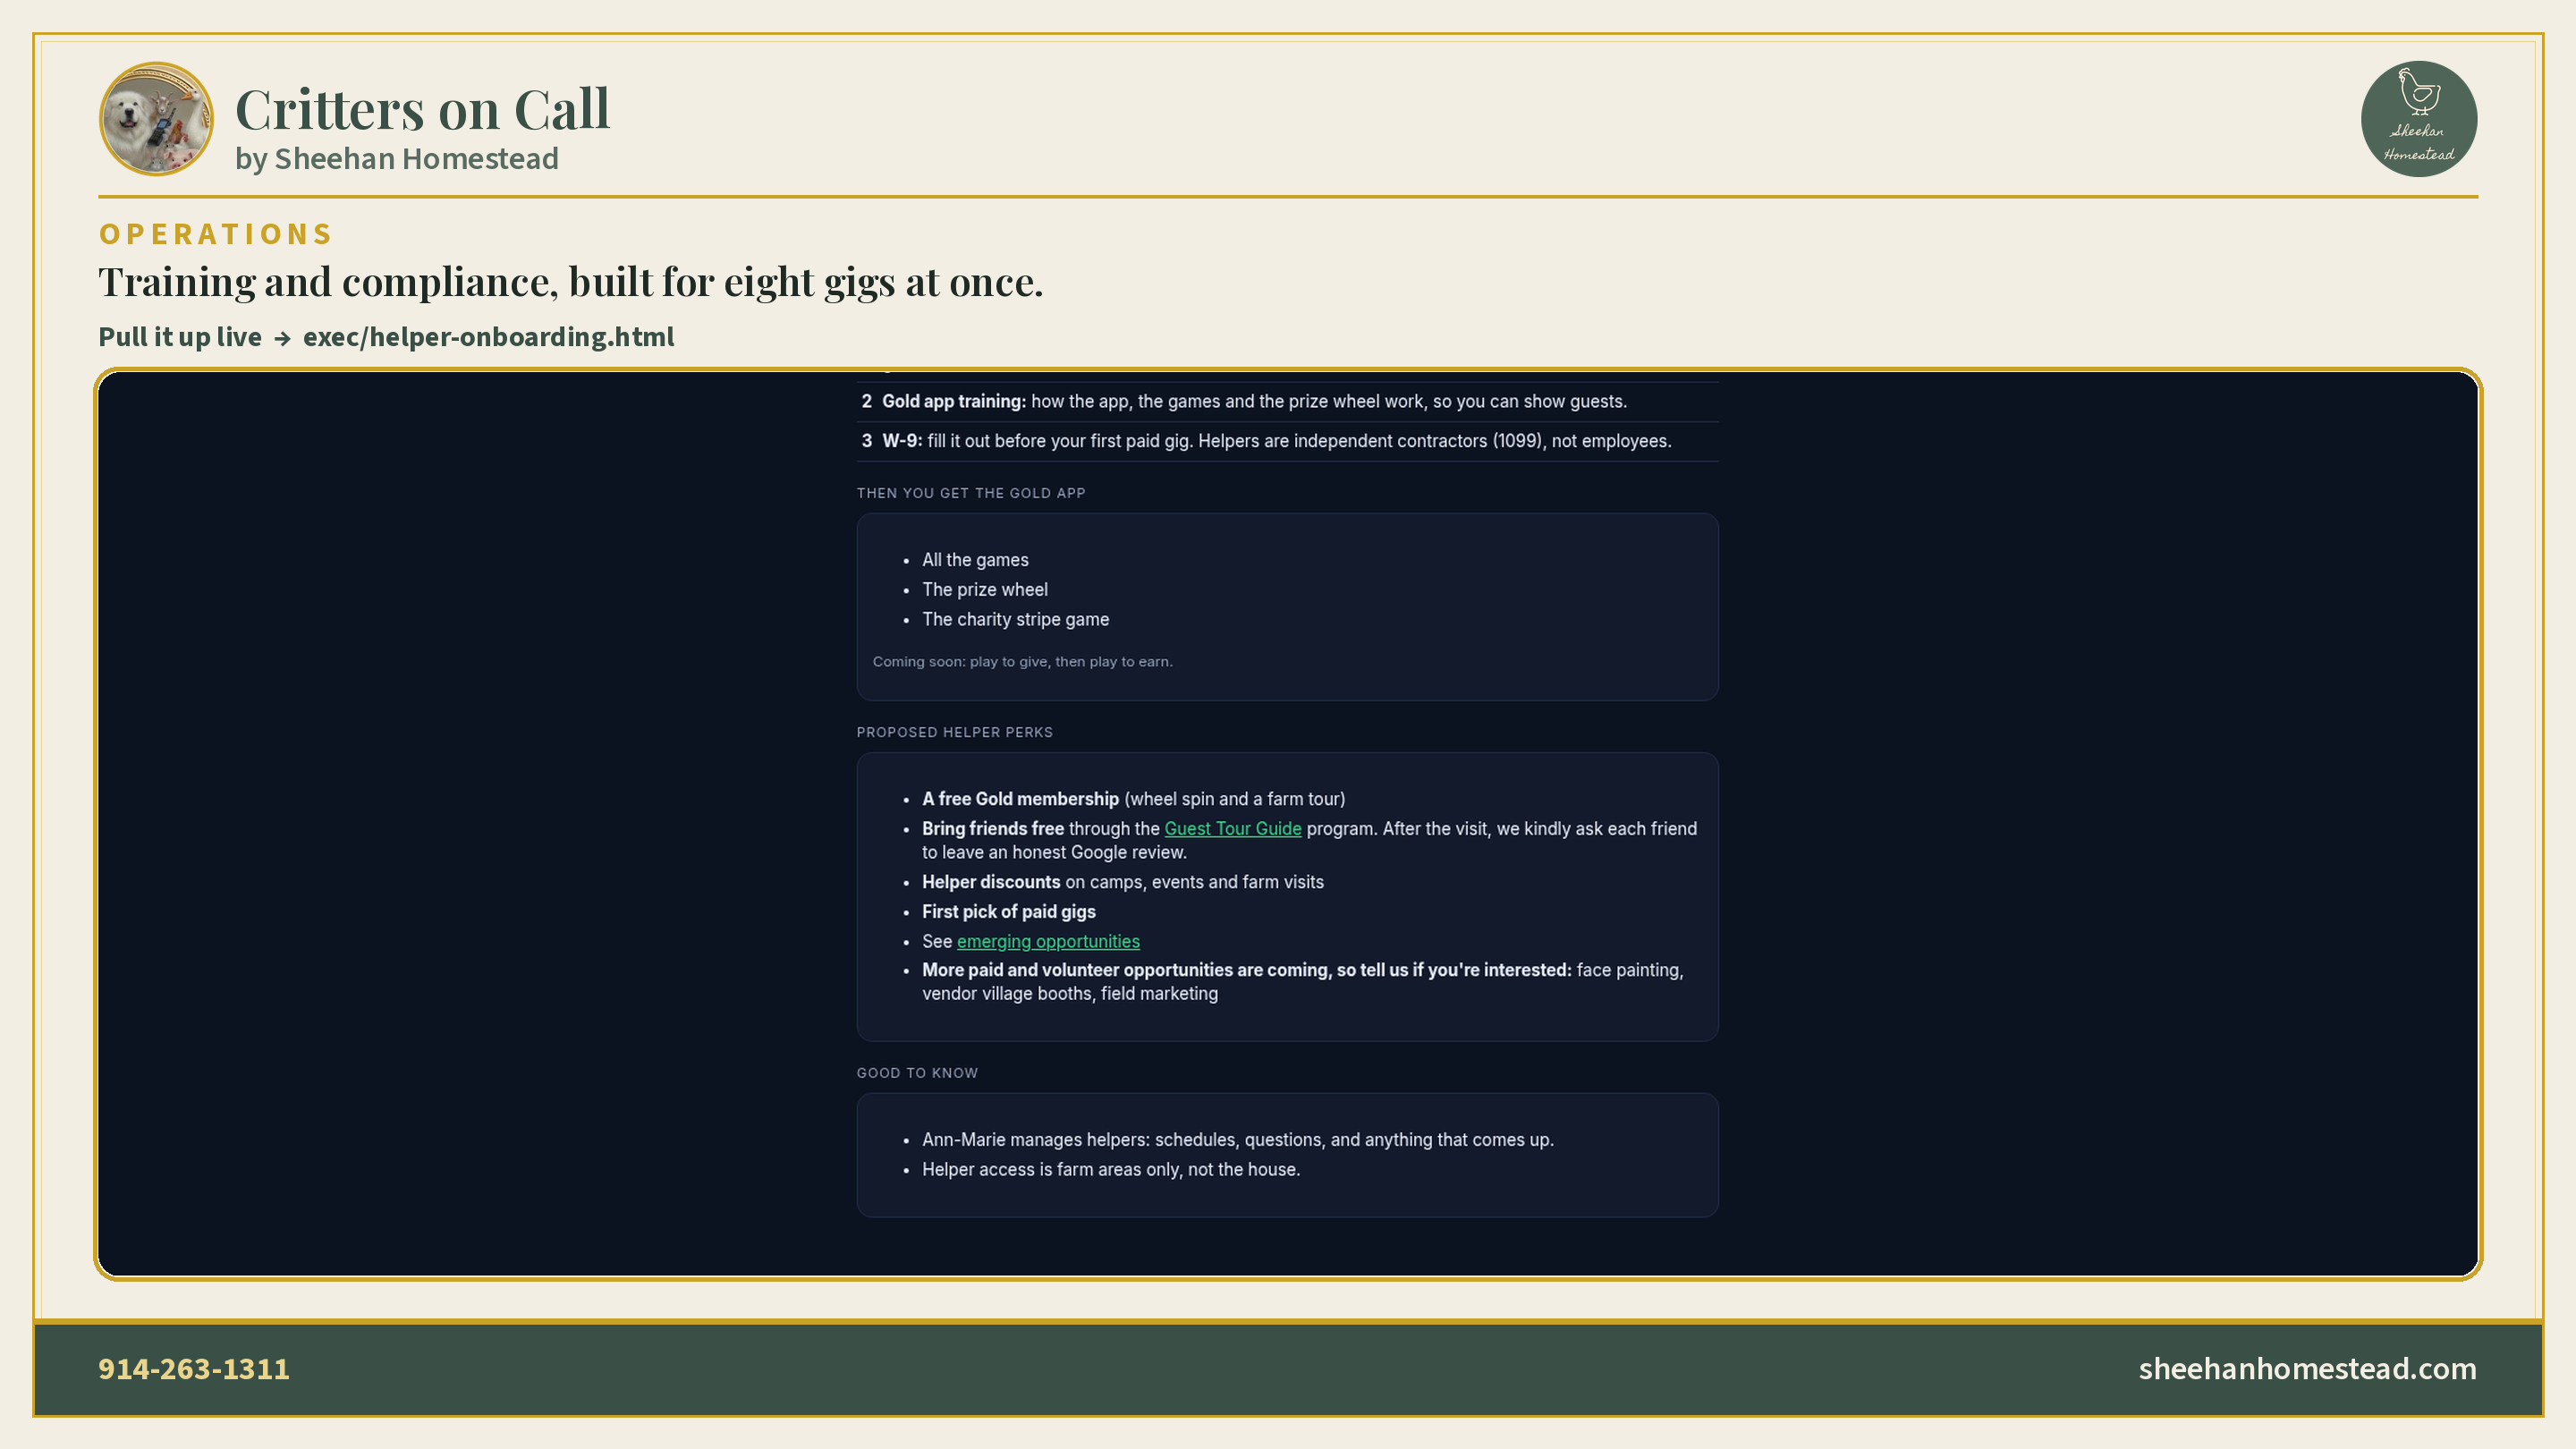 Critters on Call
by Sheehan Homestead
Sheehan
Homestead
OPERATIONS
Training and compliance, built for eight gigs at once.
Pull it up live → exec/helper-onboarding.html
2 Gold app training: how the app, the games and the prize wheel work, so you can show guests.
3 W-9: fill it out before your first paid gig. Helpers are independent contractors (1099), not employees.
THEN YOU GET THE GOLD APP
• All the games
• The prize wheel
• The charity stripe game
Coming soon: play to give, then play to earn.
PROPOSED HELPER PERKS
• A free Gold membership (wheel spin and a farm tour)
• Bring friends free through the Guest Tour Guide program. After the visit, we kindly ask each friend
to leave an honest Google review.
• Helper discounts on camps, events and farm visits
• First pick of paid gigs
• See emerging opportunities
• More paid and volunteer opportunities are coming, so tell us if you're interested: face painting,
vendor village booths, field marketing
GOOD TO KNOW
• Ann-Marie manages helpers: schedules, questions, and anything that comes up.
• Helper access is farm areas only, not the house.
914-263-1311
sheehanhomestead.com